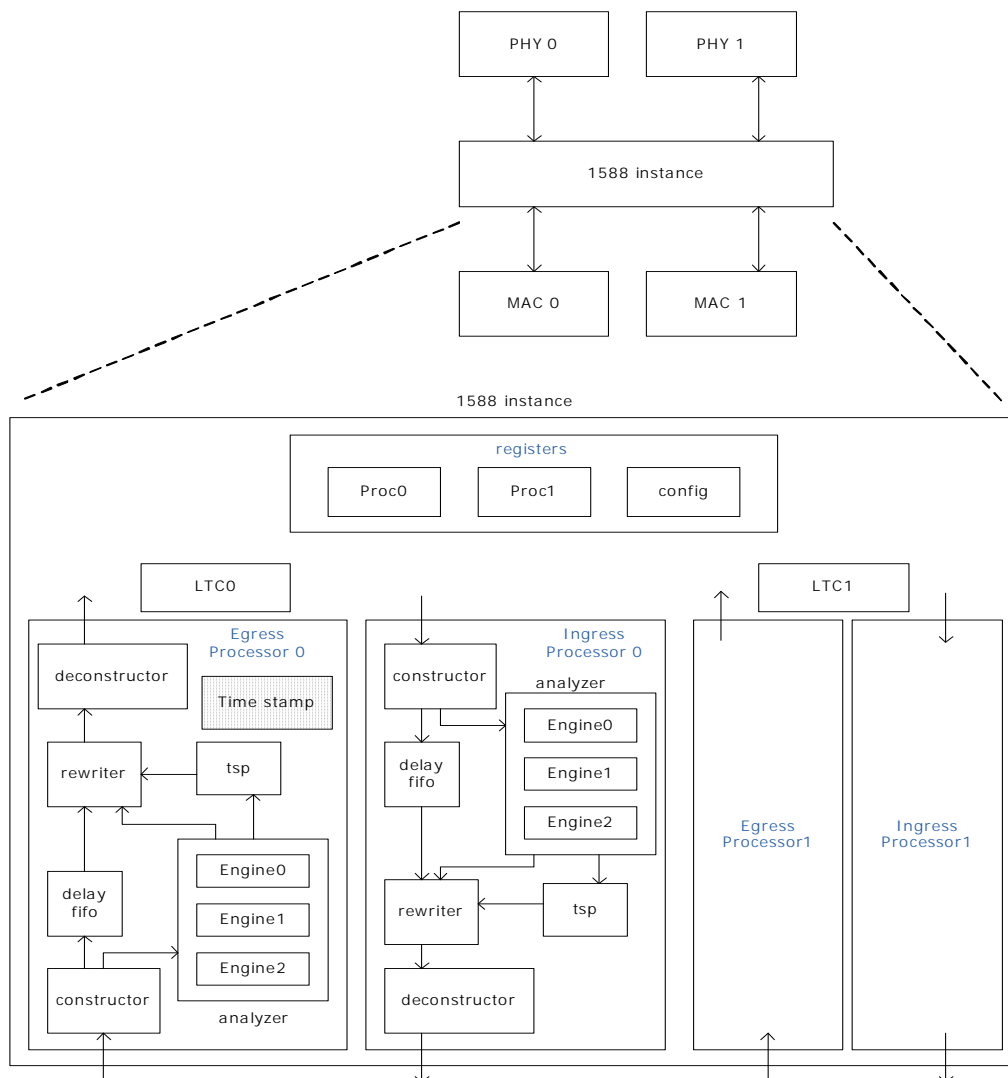 PHY 0
PHY 1
1588 instance
MAC 0
MAC 1
1588 instance
registers
Proc0
Proc1
config
LTC0
LTC1
Egress
Processor 0
deconstructor
Time stamp
rewriter
tsp
delay
fifo
Engine0
Engine1
Engine2
constructor
analyzer
Ingress
Processor 0
constructor
analyzer
Engine0
Engine1
Engine2
delay
fifo
rewriter
tsp
deconstructor
Egress
Processor1
Ingress
Processor1